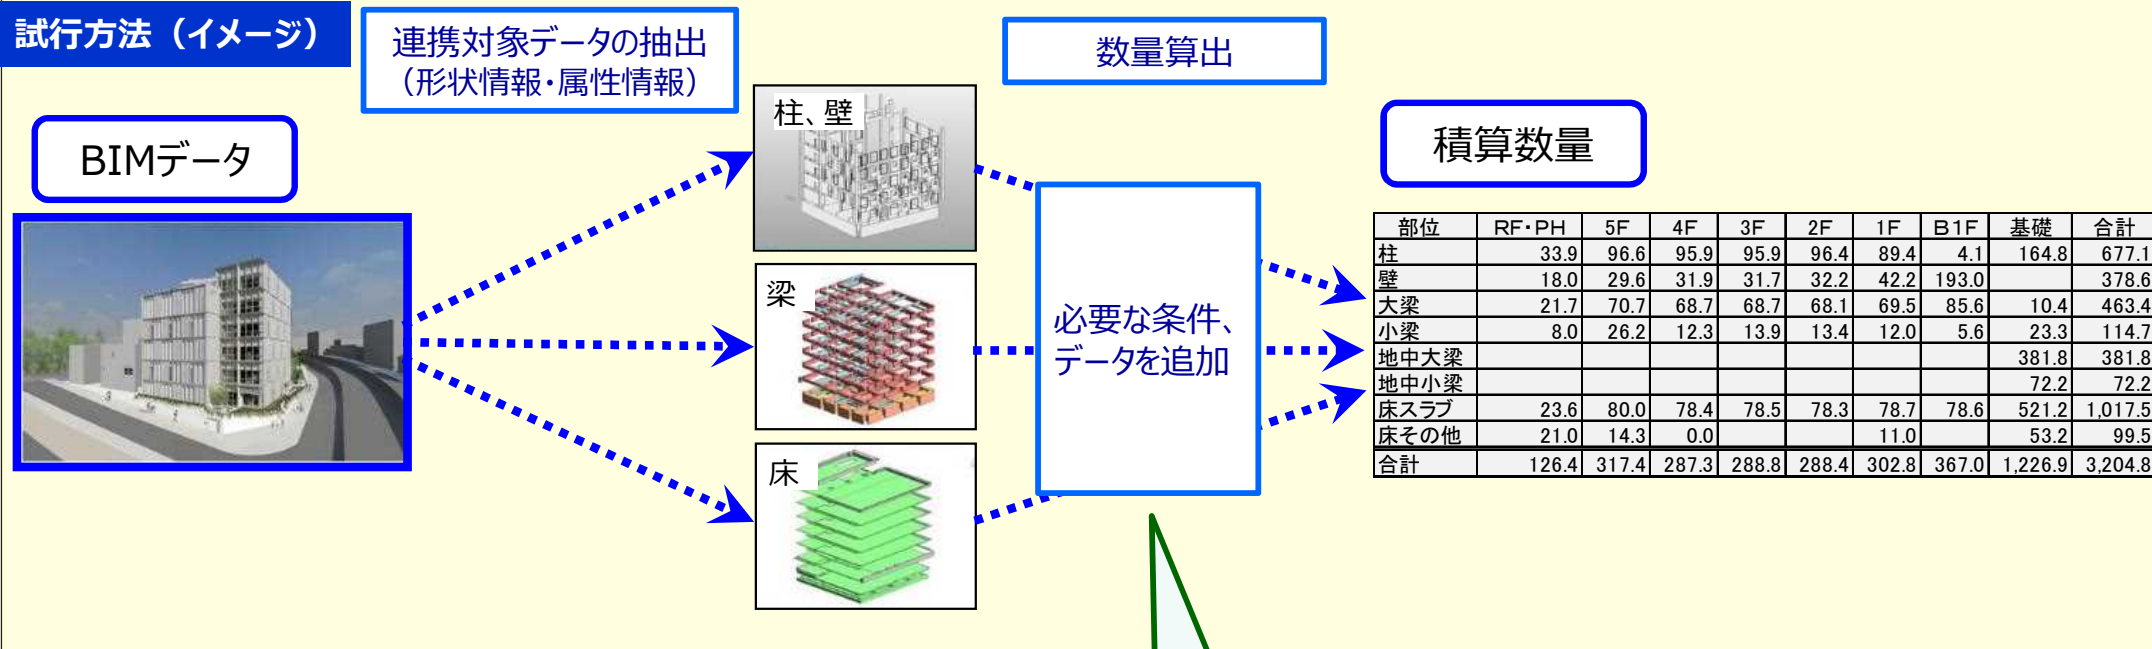 試行方法（イメージ）
連携対象データの抽出
（形状情報・属性情報）
数量算出
BIMデータ
柱、壁
梁
床
必要な条件、
データを追加
積算数量
部位 RF・PH 5F 4F 3F 2F 1F B1F 基礎 合計
柱 33.9 96.6 95.9 95.9 96.4 89.4 4.1 164.8 677.1
壁 18.0 29.6 31.9 31.7 32.2 42.2 193.0 378.6
大梁 21.7 70.7 68.7 68.7 68.1 69.5 85.6 10.4 463.4
小梁 8.0 26.2 12.3 13.9 13.4 12.0 5.6 23.3 114.7
地中大梁 381.8 381.8
地中小梁 72.2 72.2
床スラブ 23.6 80.0 78.4 78.5 78.3 78.7 78.6 521.2 1,017.5
床その他 21.0 14.3 0.0 11.0 53.2 99.5
合計 126.4 317.4 287.3 288.8 288.4 302.8 367.0 1,226.9 3,204.8